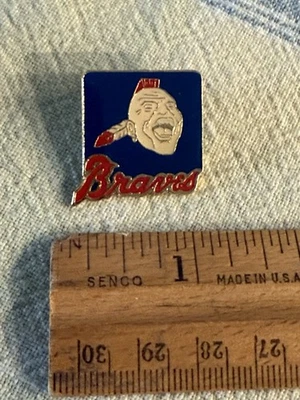 Braves
1
SENCO MADE IN U.S.A
30 29 28 27